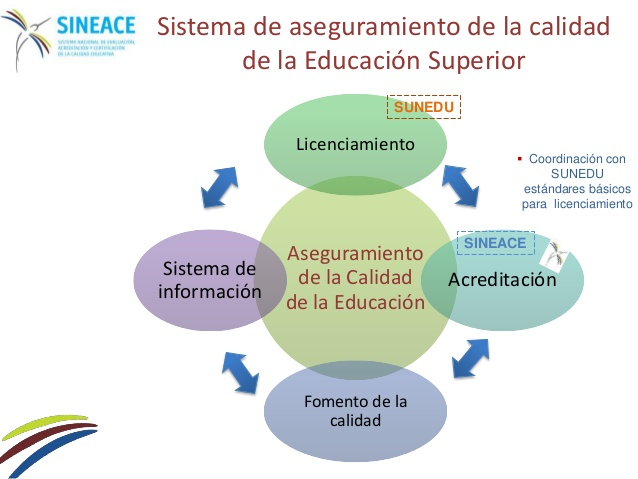 SINEACE
SISTEMA NACIONAL DE EVALUACIÓN,
ACREDITACIÓN Y CERTIFICACIÓN
DE LA CALIDAD EDUCATIVA
Sistema de aseguramiento de la calidad
de la Educación Superior
SUNEDU
Licenciamiento
Coordinación con
SUNEDU
estándares básicos
para licenciamiento
SINEACE
Acreditación
Aseguramiento
de la Calidad
de la Educación
Sistema de
información
Fomento de la
calidad